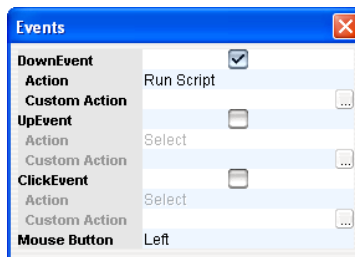 Events
DownEvent
Action Run Script
Custom Action ...
UpEvent
Action Select
Custom Action ...
ClickEvent
Action Select
Custom Action ...
Mouse Button Left